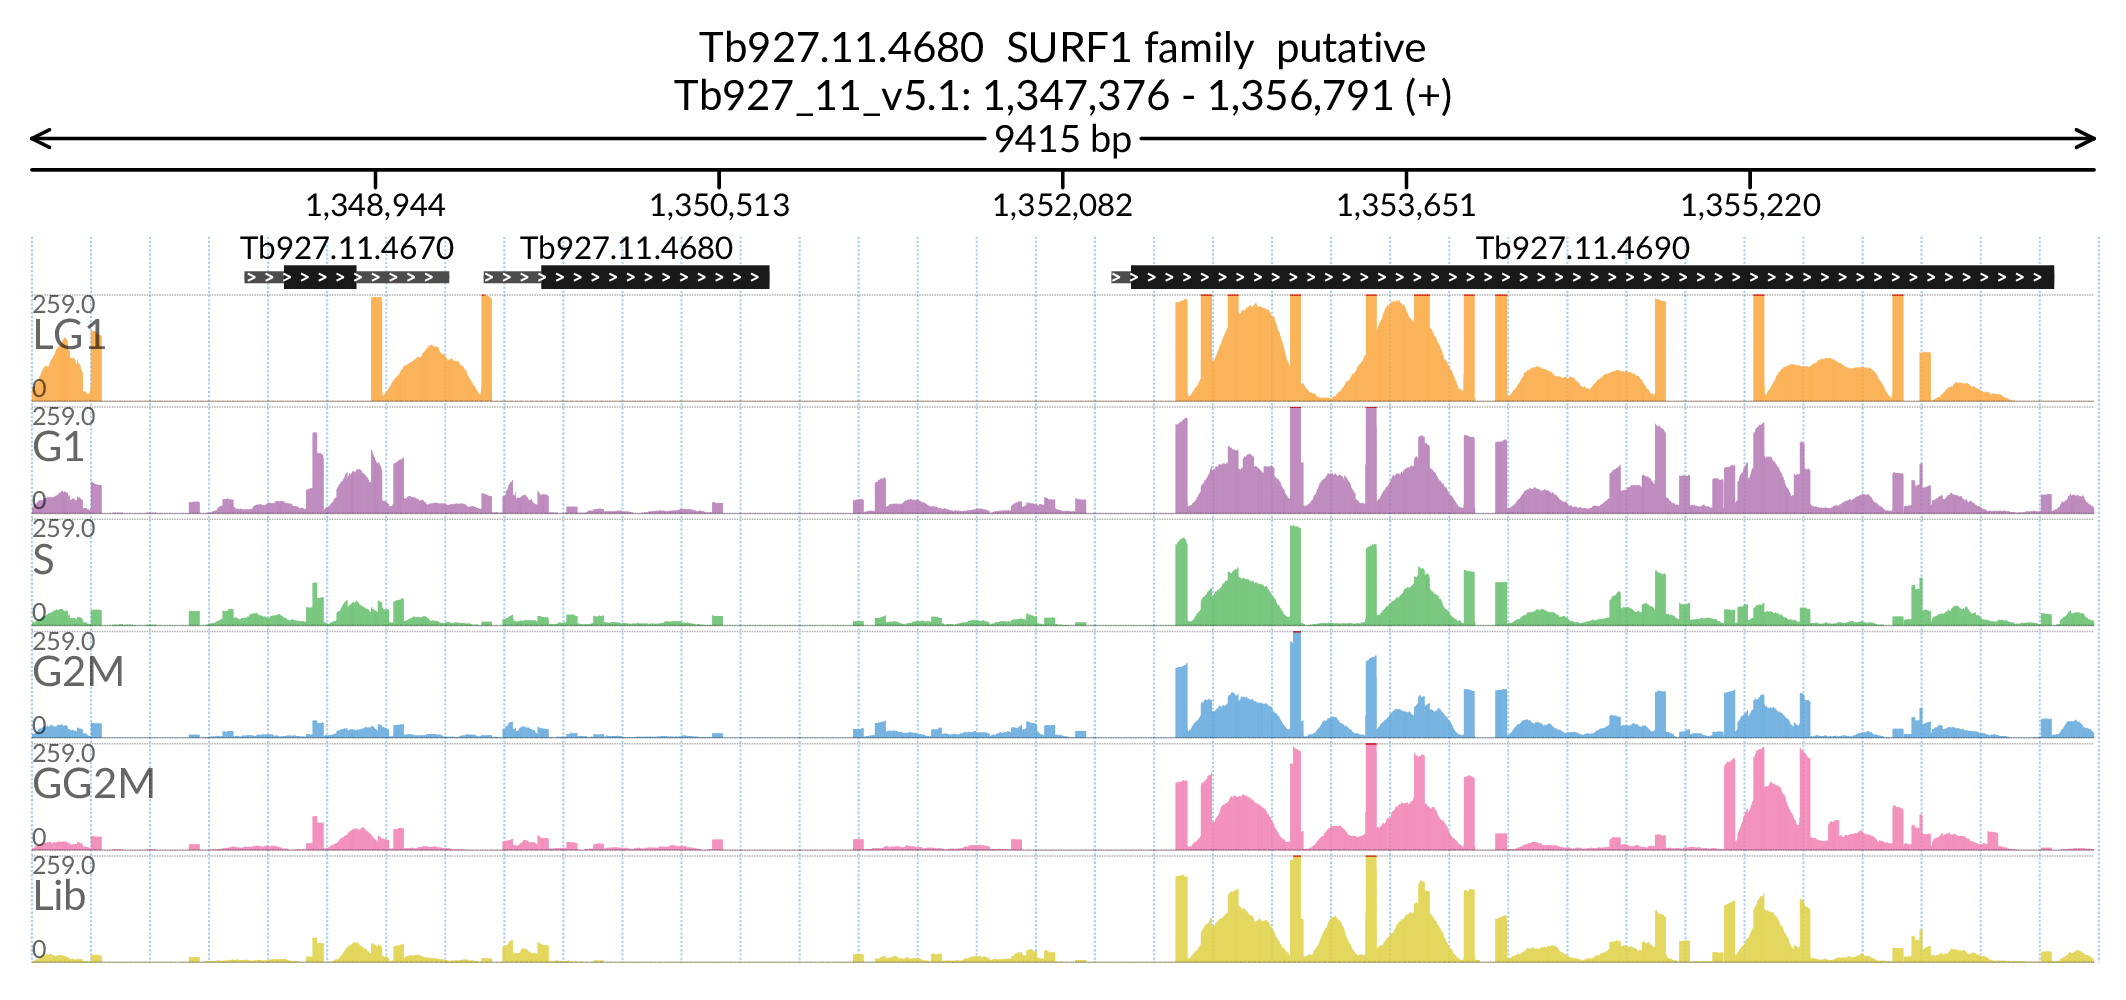 Tb927.11.4680 SURF1 family putative
Tb927_11_v5.1: 1,347,376 - 1,356,791 (+)
9415 bp
1,348,944 1,350,513 1,352,082 1,353,651 1,355,220
Tb927.11.4670 Tb927.11.4680 Tb927.11.4690
259.0
LG1
0
259.0
G1
0
259.0
S
0
259.0
G2M
0
259.0
GG2M
0
259.0
Lib
0